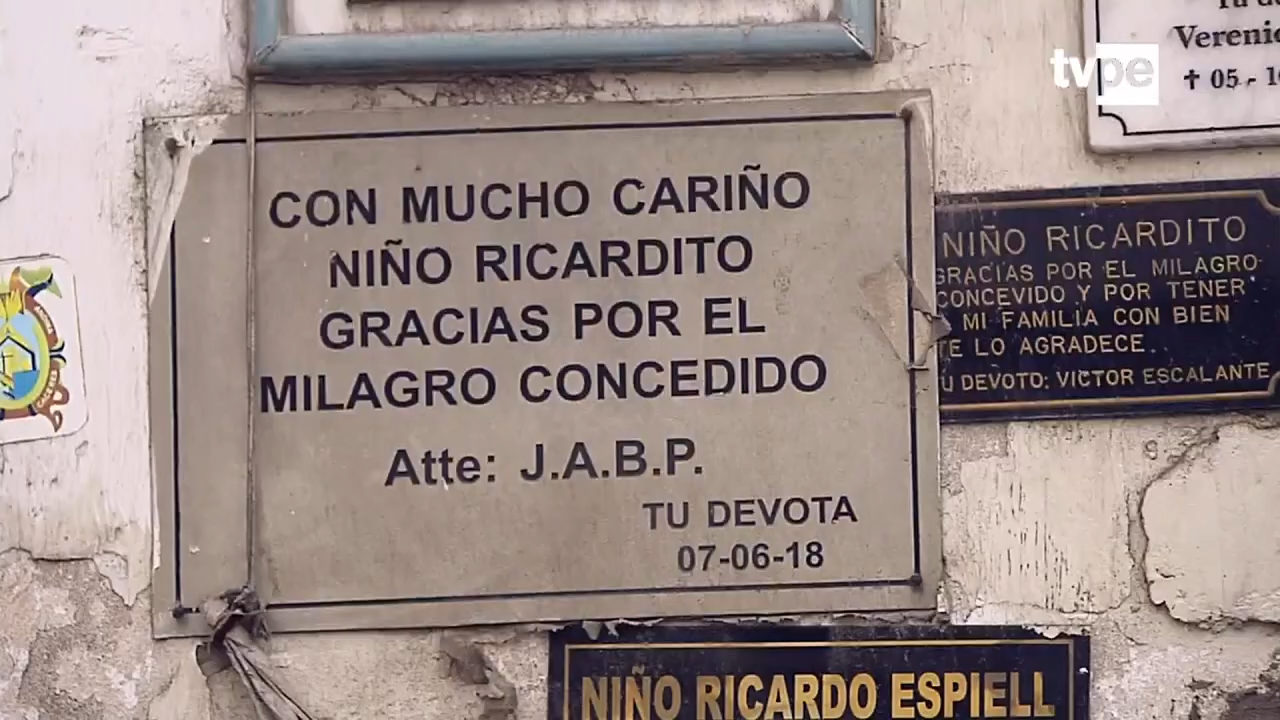 Verenic
✝ 05 - 19
tvpe
CON MUCHO CARIÑO
NIÑO RICARDITO
GRACIAS POR EL
MILAGRO CONCEDIDO
Atte: J.A.B.P.
TU DEVOTA
07-06-18
NIÑO RICARDITO
GRACIAS POR EL MILAGRO
CONCEVIDO Y POR TENER
MI FAMILIA CON BIEN
TE LO AGRADECE
U DEVOTO: VICTOR ESCALANTE
NIÑO RICARDO ESPIELL